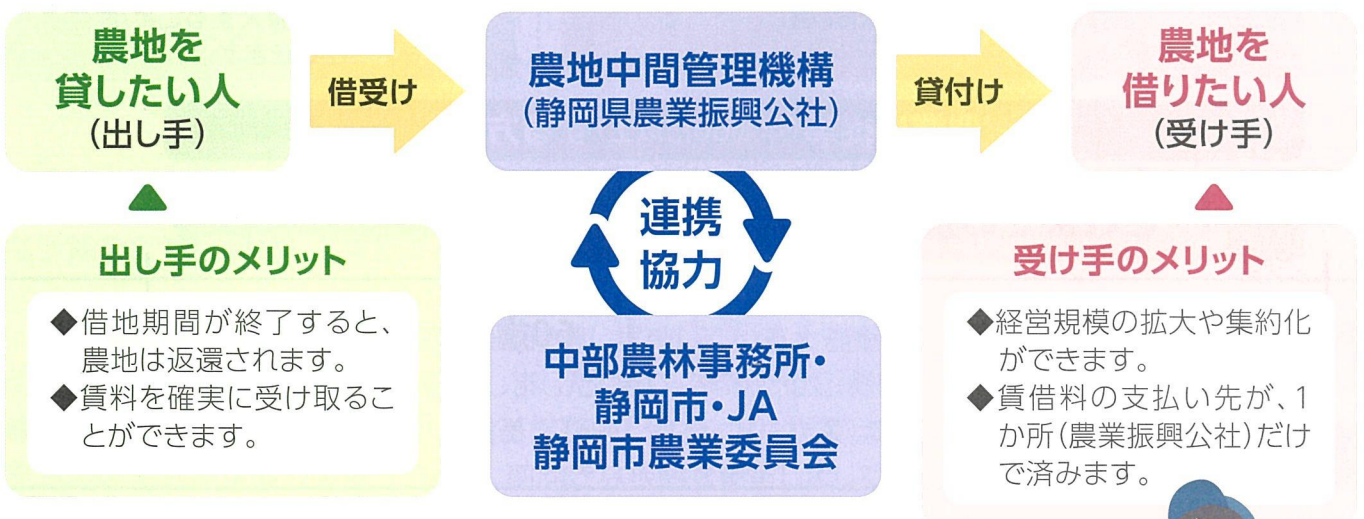 農地を
貸したい人
(出し手)
借受け
農地中間管理機構
(静岡県農業振興公社)
貸付け
農地を
借りたい人
(受け手)
連携
協力
出し手のメリット
◆借地期間が終了すると、
農地は返還されます。
◆賃料を確実に受け取るこ
とができます。
中部農林事務所・
静岡市・JA
静岡市農業委員会
受け手のメリット
◆経営規模の拡大や集約化
ができます。
◆賃借料の支払い先が、1
か所(農業振興公社)だけ
で済みます。